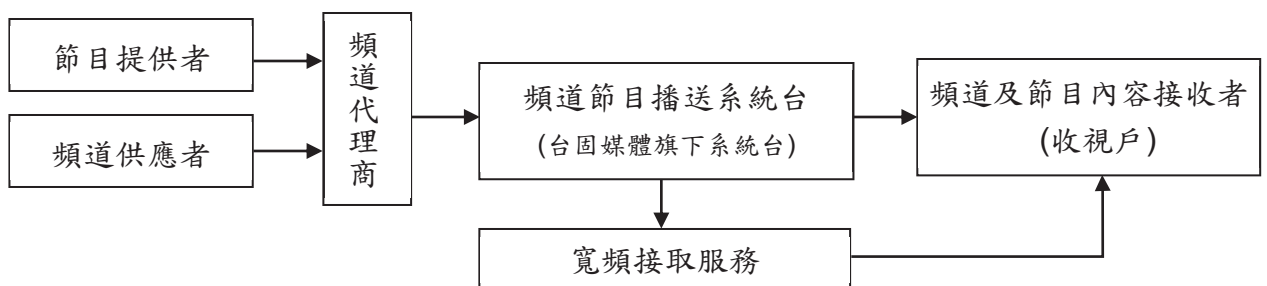 節目提供者
頻道供應者
頻道代理商
頻道節目播送系統台
(台固媒體旗下系統台)
頻道及節目內容接收者
(收視戶)
寬頻接取服務